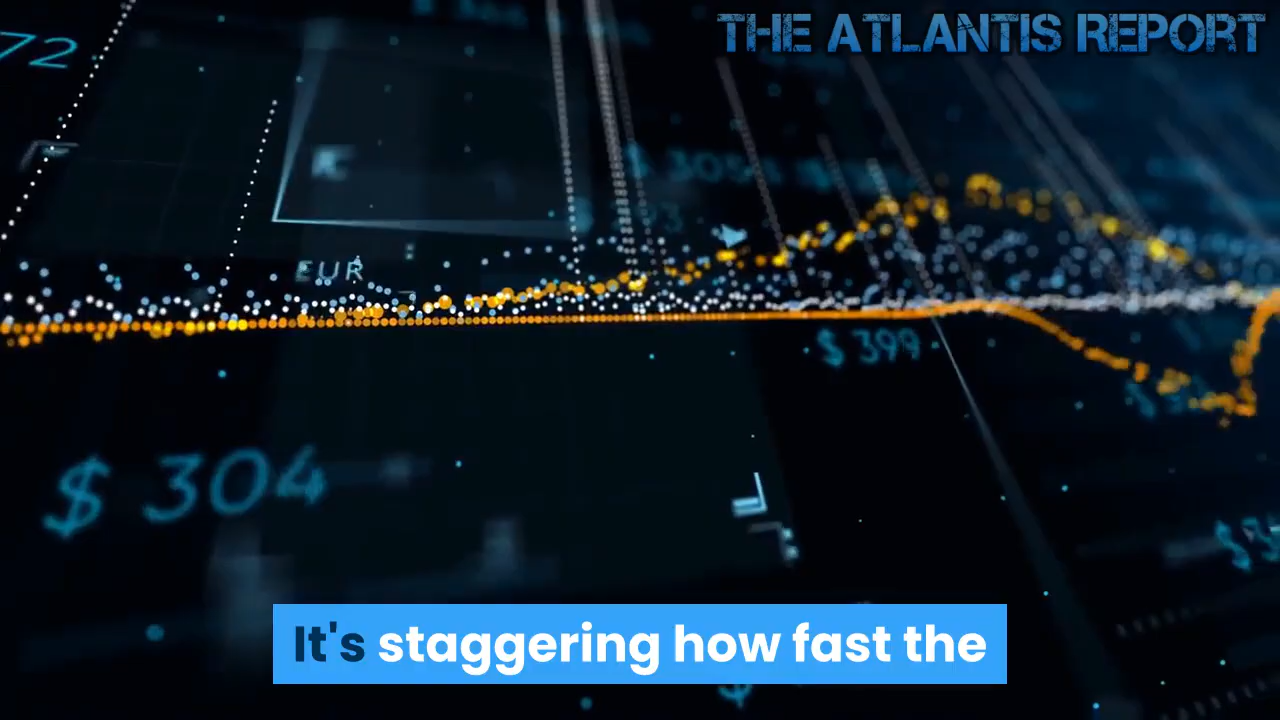 THE ATLANTIS REPORT
72
EUR
$ 399
$ 304
It's staggering how fast the